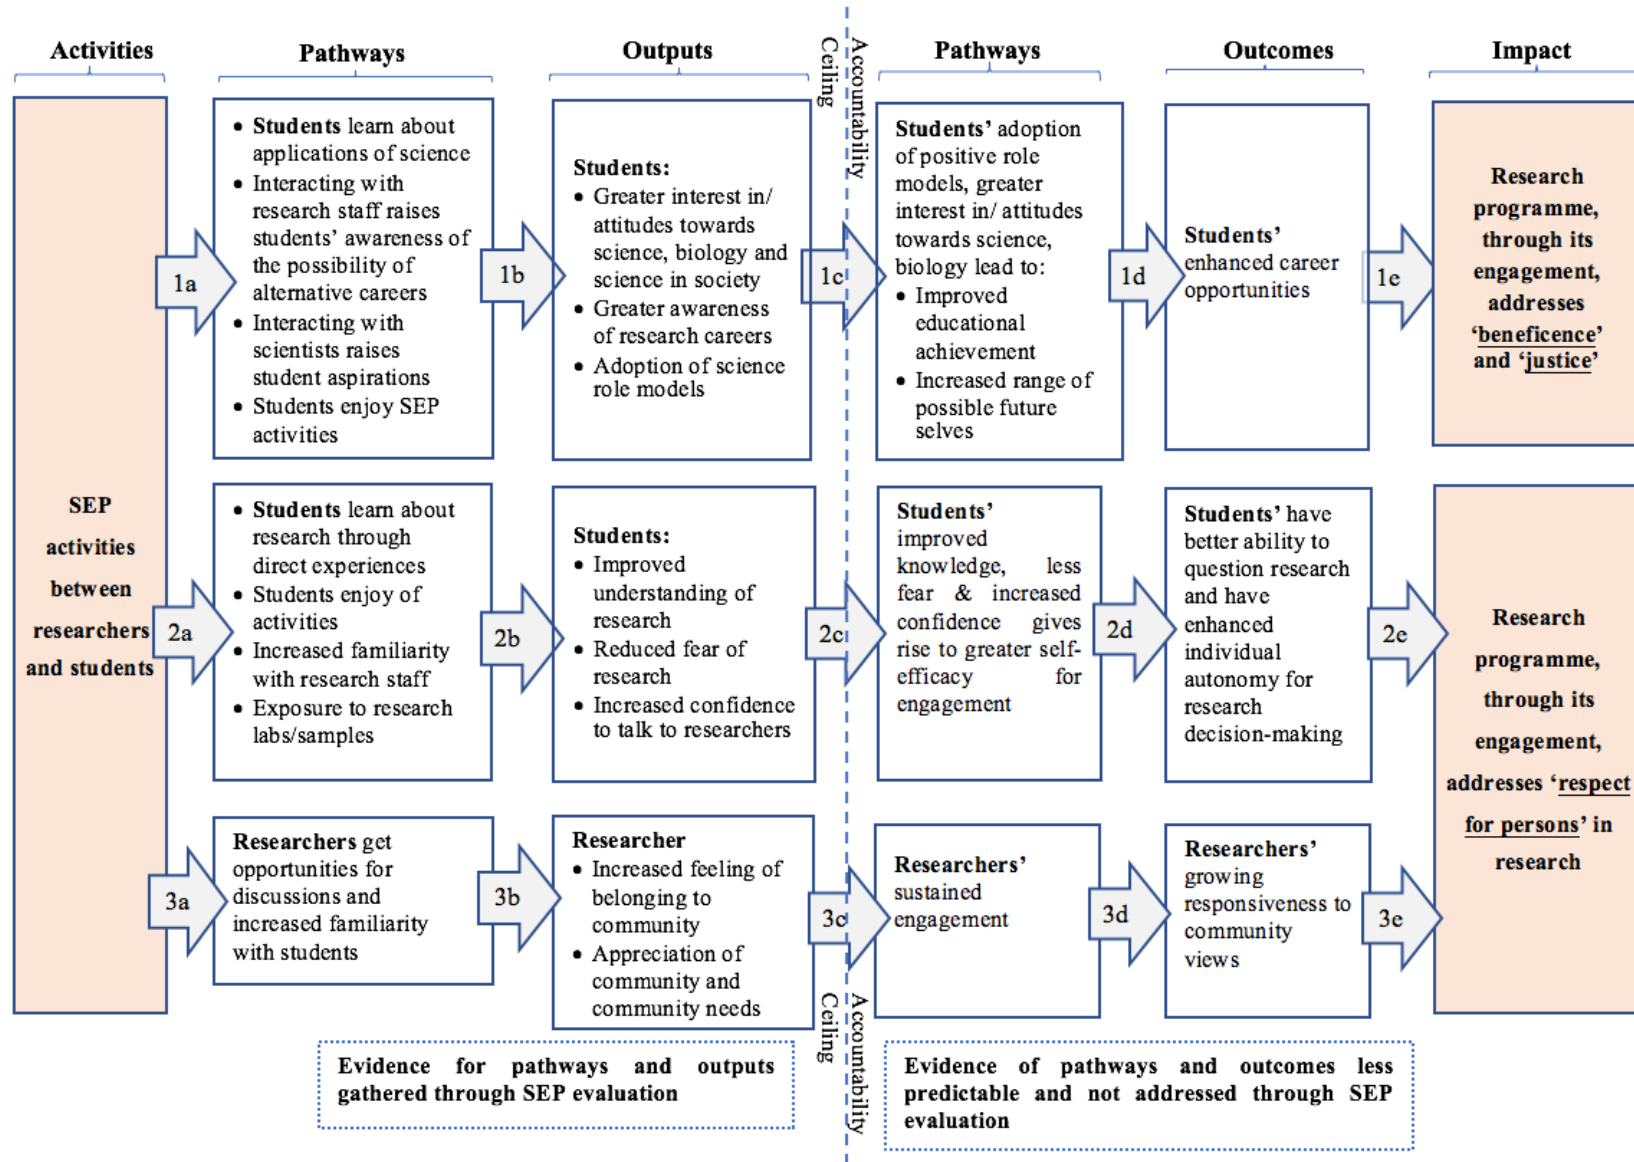 Activities
Pathways
Outputs
Accountability
Ceiling
Pathways
Outcomes
Impact
SEP
activities
between
researchers
and students
1a
• Students learn about
applications of science
• Interacting with
research staff raises
students’ awareness of
the possibility of
alternative careers
• Interacting with
scientists raises
student aspirations
• Students enjoy SEP
activities
1b
Students:
• Greater interest in/
attitudes towards
science, biology and
science in society
• Greater awareness
of research careers
• Adoption of science
role models
1c
Students’ adoption
of positive role
models, greater
interest in/ attitudes
towards science,
biology lead to:
• Improved
educational
achievement
• Increased range of
possible future
selves
1d
Students’
enhanced career
opportunities
1e
Research
programme,
through its
engagement,
addresses
‘beneficence’
and ‘justice’
2a
• Students learn about
research through
direct experiences
• Students enjoy of
activities
• Increased familiarity
with research staff
• Exposure to research
labs/samples
2b
Students:
• Improved
understanding of
research
• Reduced fear of
research
• Increased confidence
to talk to researchers
2c
Students’
improved
knowledge, less
fear & increased
confidence gives
rise to greater self-
efficacy for
engagement
2d
Students’ have
better ability to
question research
and have
enhanced
individual
autonomy for
research
decision-making
2e
Research
programme,
through its
engagement,
addresses ‘respect
for persons’ in
research
3a
Researchers get
opportunities for
discussions and
increased familiarity
with students
3b
Researcher
• Increased feeling of
belonging to
community
• Appreciation of
community and
community needs
3c
Researchers’
sustained
engagement
3d
Researchers’
growing
responsiveness to
community
views
3e
Accountability
Ceiling
Evidence for pathways and outputs
gathered through SEP evaluation
Evidence of pathways and outcomes less
predictable and not addressed through SEP
evaluation